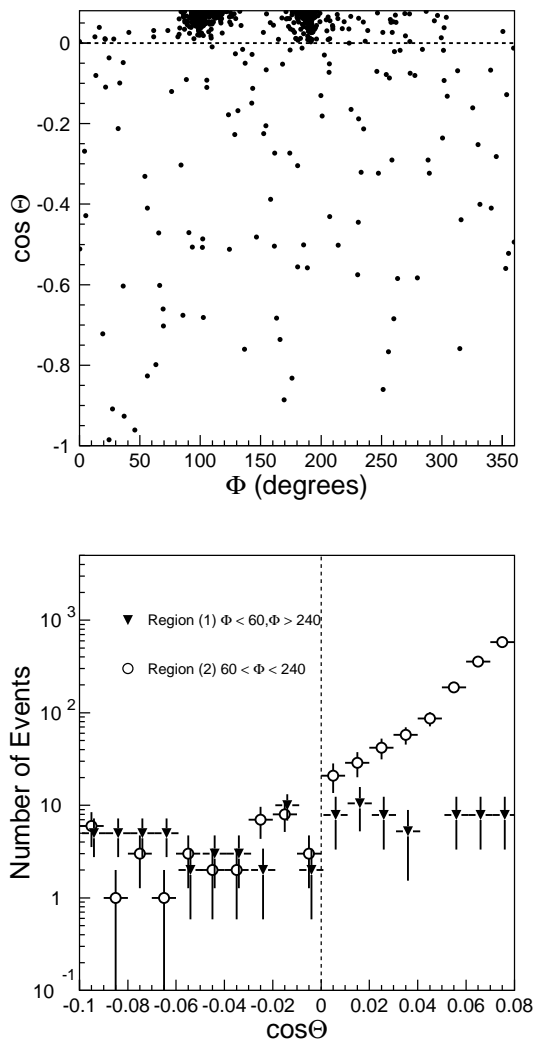 0
-0.2
-0.4
-0.6
-0.8
-1
cos Θ
0 50 100 150 200 250 300 350
Φ (degrees)
10³
10²
10
1
10⁻¹
Number of Events
Region (1) Φ < 60,Φ > 240
Region (2) 60 < Φ < 240
-0.1 -0.08 -0.06 -0.04 -0.02 0 0.02 0.04 0.06 0.08
cosΘ